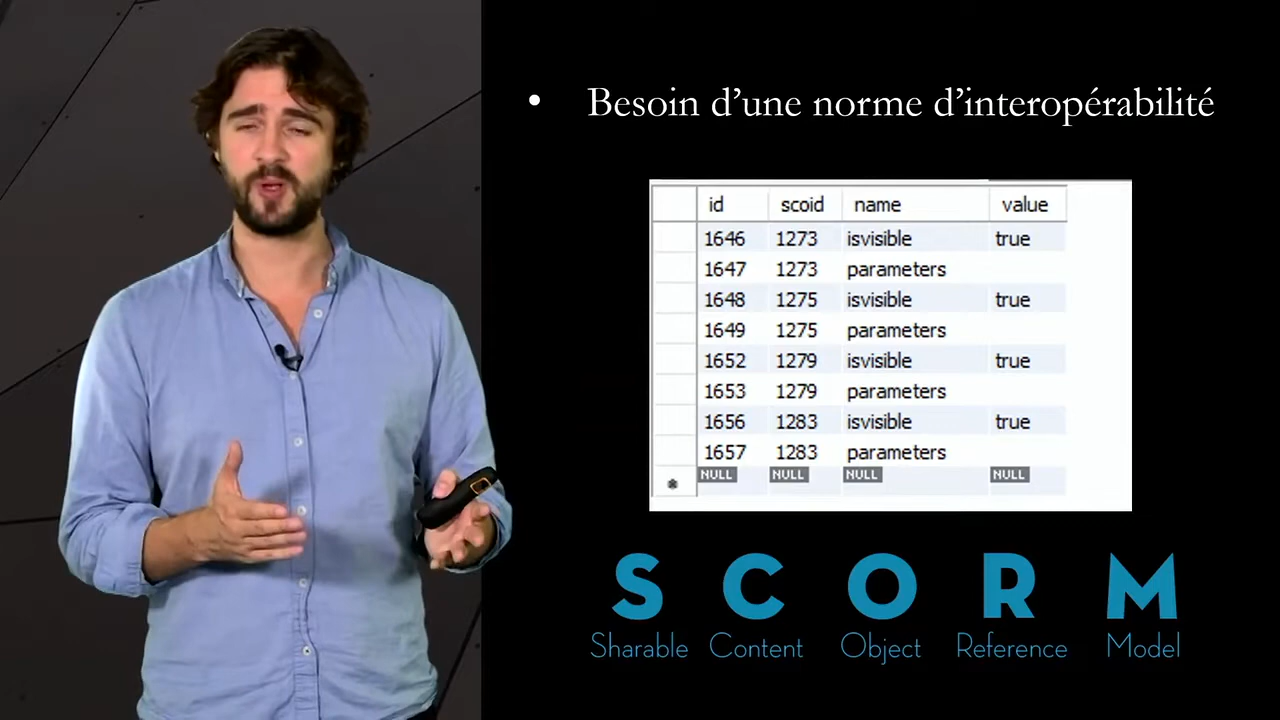 • Besoin d’une norme d’interopérabilité
id scoid name value
1646 1273 isvisible true
1647 1273 parameters
1648 1275 isvisible true
1649 1275 parameters
1652 1279 isvisible true
1653 1279 parameters
1656 1283 isvisible true
1657 1283 parameters
NULL NULL NULL NULL
S C O R M
Sharable Content Object Reference Model